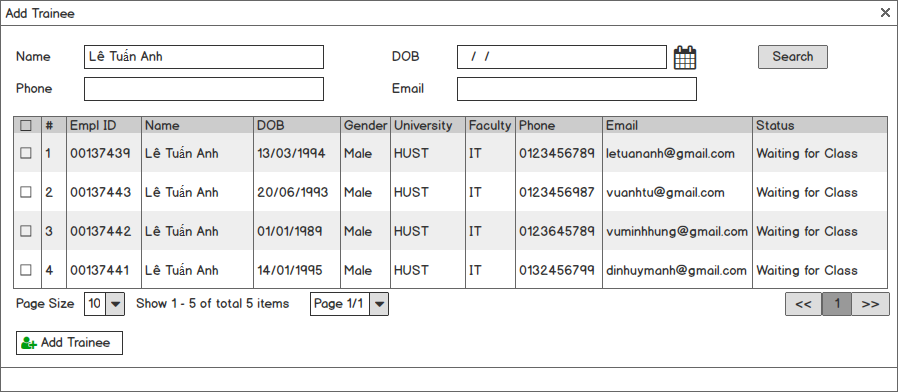 Add Trainee
Name Lê Tuấn Anh DOB / / Search
Phone Email
# Empl ID Name DOB Gender University Faculty Phone Email Status
1 00137439 Lê Tuấn Anh 13/03/1994 Male HUST IT 0123456789 letuananh@gmail.com Waiting for Class
2 00137443 Lê Tuấn Anh 20/06/1993 Male HUST IT 0123456987 vuanhtu@gmail.com Waiting for Class
3 00137442 Lê Tuấn Anh 01/01/1989 Male HUST IT 0123645789 vuminhhung@gmail.com Waiting for Class
4 00137441 Lê Tuấn Anh 14/01/1995 Male HUST IT 0132456799 dinhuymanh@gmail.com Waiting for Class
Page Size 10 Show 1 - 5 of total 5 items Page 1/1 << 1 >>
Add Trainee